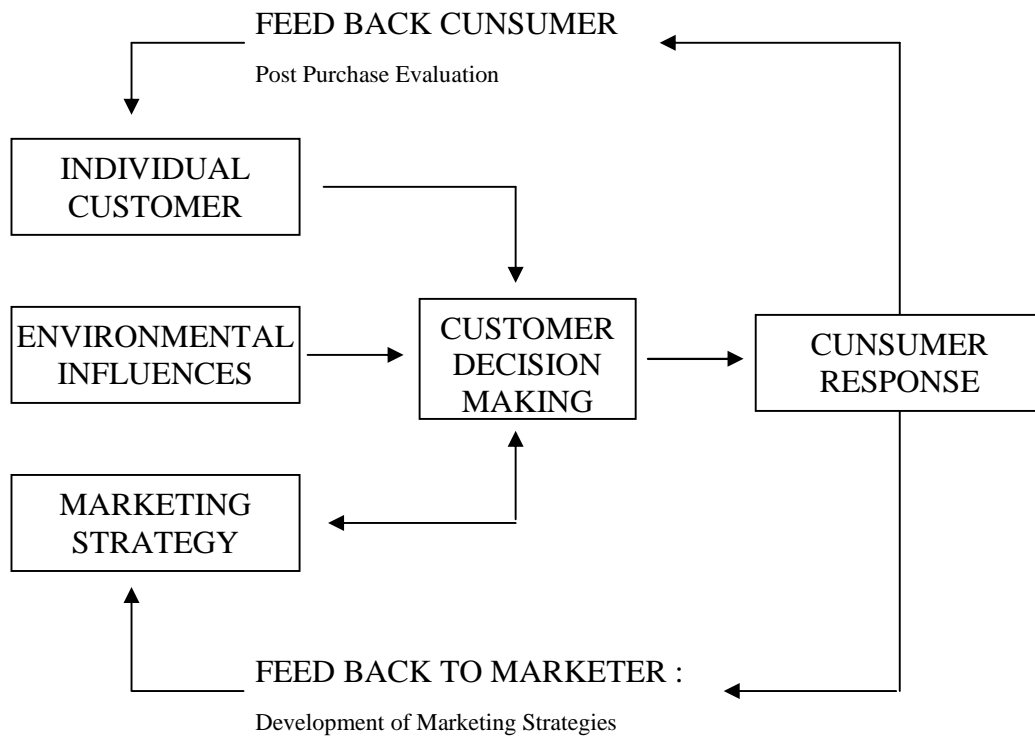 FEED BACK CUNSUMER
Post Purchase Evaluation
INDIVIDUAL
CUSTOMER
ENVIRONMENTAL
INFLUENCES
CUSTOMER
DECISION
MAKING
CUNSUMER
RESPONSE
MARKETING
STRATEGY
FEED BACK TO MARKETER :
Development of Marketing Strategies